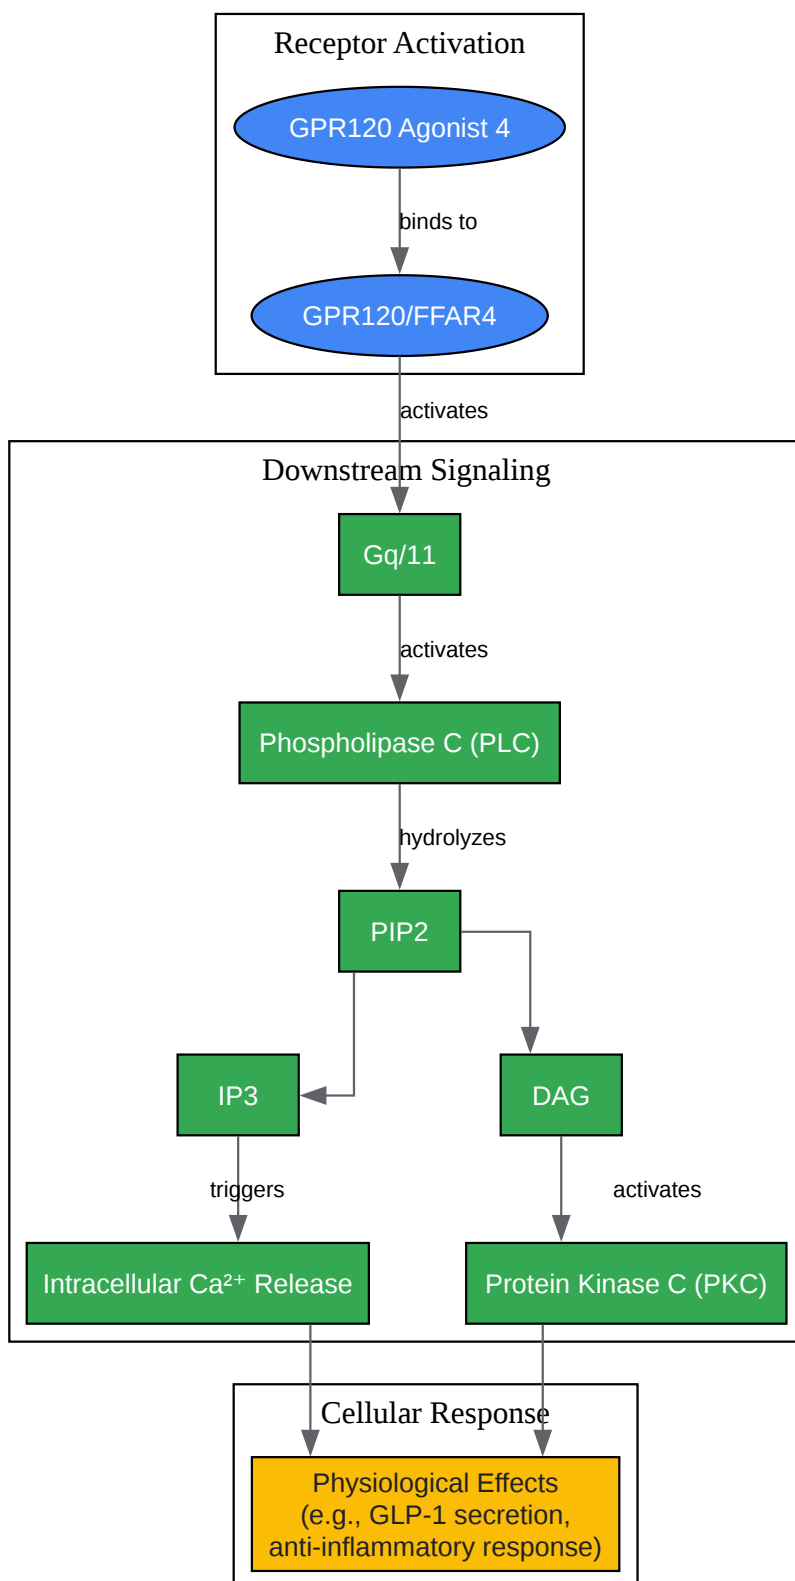 Receptor Activation
GPR120 Agonist 4
binds to
GPR120/FFAR4
activates
Downstream Signaling
Gq/11
activates
Phospholipase C (PLC)
hydrolyzes
PIP2
IP3
DAG
triggers
activates
Intracellular Ca²⁺ Release
Protein Kinase C (PKC)
Cellular Response
Physiological Effects
(e.g., GLP-1 secretion,
anti-inflammatory response)